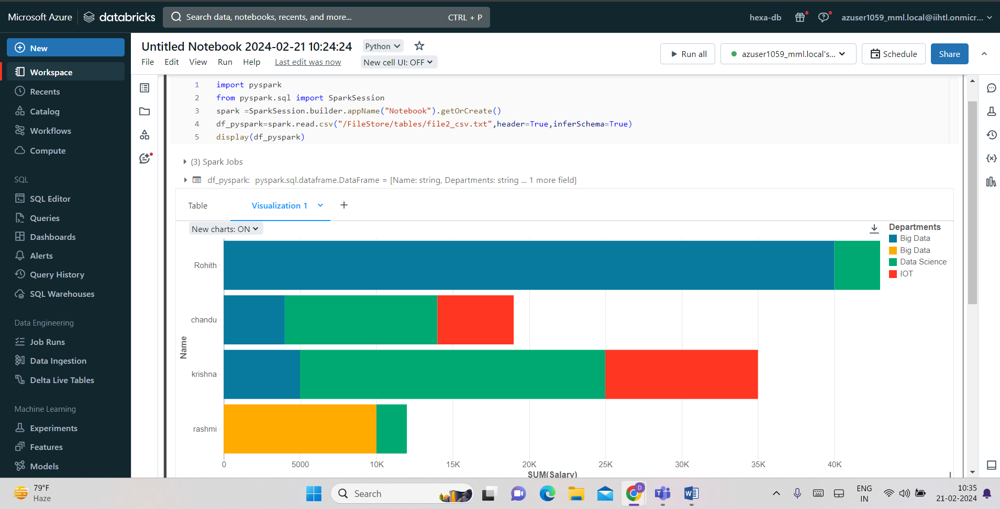 Microsoft Azure databricks Search data, notebooks, recents, and more... CTRL + P hexa-db azuser1059_mml.local@iihtl.onmicr...
New
Workspace
Recents
Catalog
Workflows
Compute
SQL
SQL Editor
Queries
Dashboards
Alerts
Query History
SQL Warehouses
Data Engineering
Job Runs
Data Ingestion
Delta Live Tables
Machine Learning
Experiments
Features
Models
Untitled Notebook 2024-02-21 10:24:24 Python
File Edit View Run Help Last edit was now New cell UI: OFF
Run all azuser1059_mml.local's... Schedule Share
1 import pyspark
2 from pyspark.sql import SparkSession
3 spark =SparkSession.builder.appName("Notebook").getOrCreate()
4 df_pyspark=spark.read.csv("/FileStore/tables/file2_csv.txt",header=True,inferSchema=True)
5 display(df_pyspark)
(3) Spark Jobs
df_pyspark: pyspark.sql.dataframe.DataFrame = [Name: string, Departments: string ... 1 more field]
Table Visualization 1 +
New charts: ON
Departments
Big Data
Big Data
Data Science
IOT
Name
Rohith
chandu
krishna
rashmi
0 5000 10K 15K 20K 25K 30K 35K 40K
SUM(Salary)
79°F
Haze
Search
D
ENG
IN
10:35
21-02-2024